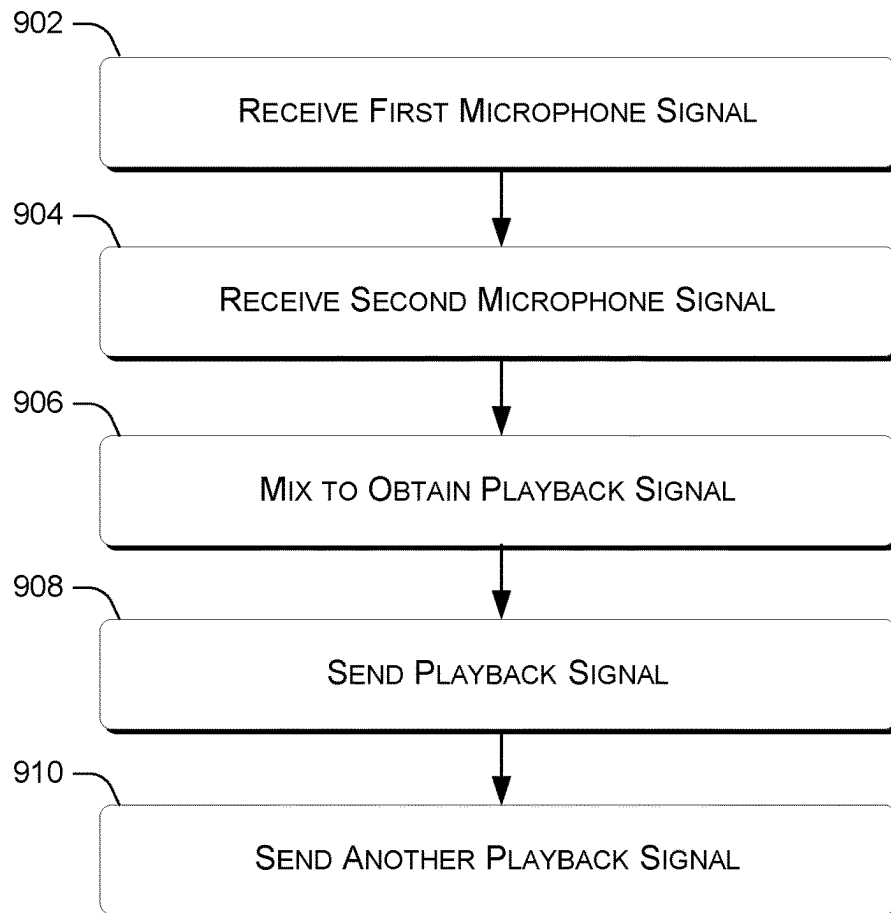 902
RECEIVE FIRST MICROPHONE SIGNAL
904
RECEIVE SECOND MICROPHONE SIGNAL
906
MIX TO OBTAIN PLAYBACK SIGNAL
908
SEND PLAYBACK SIGNAL
910
SEND ANOTHER PLAYBACK SIGNAL